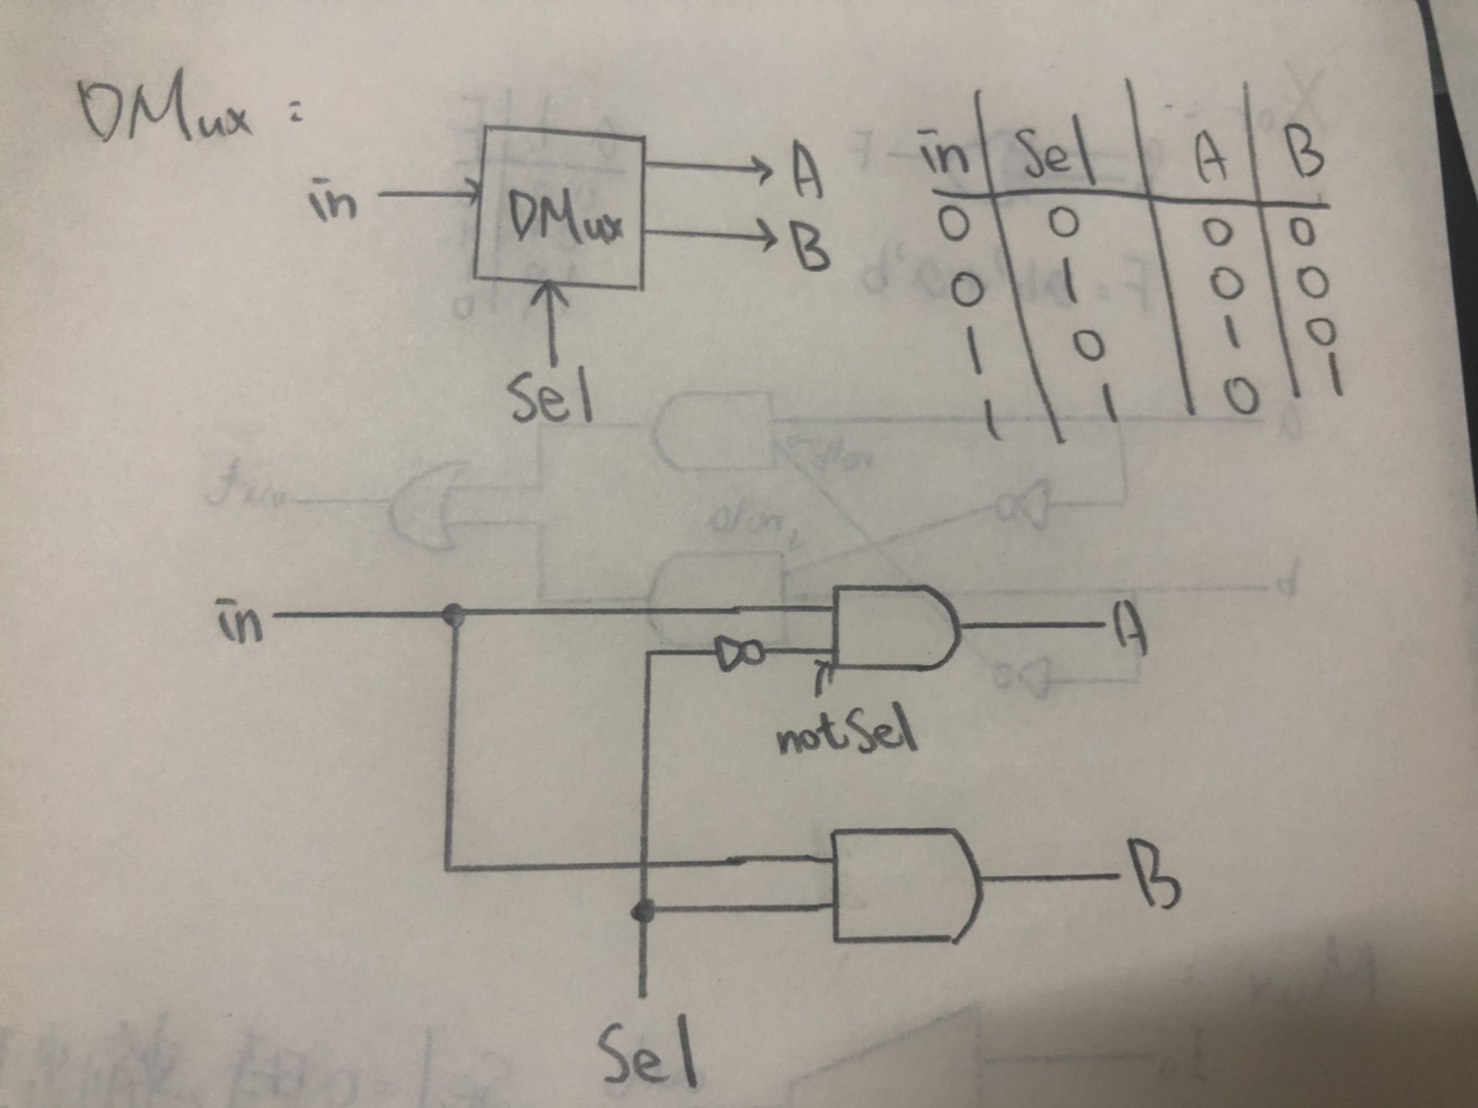 DMux :
in
DMux
A
B
Sel
in Sel A B
0 0 0 0
0 1 0 0
1 0 1 0
1 1 0 1
in
A
notSel
B
Sel